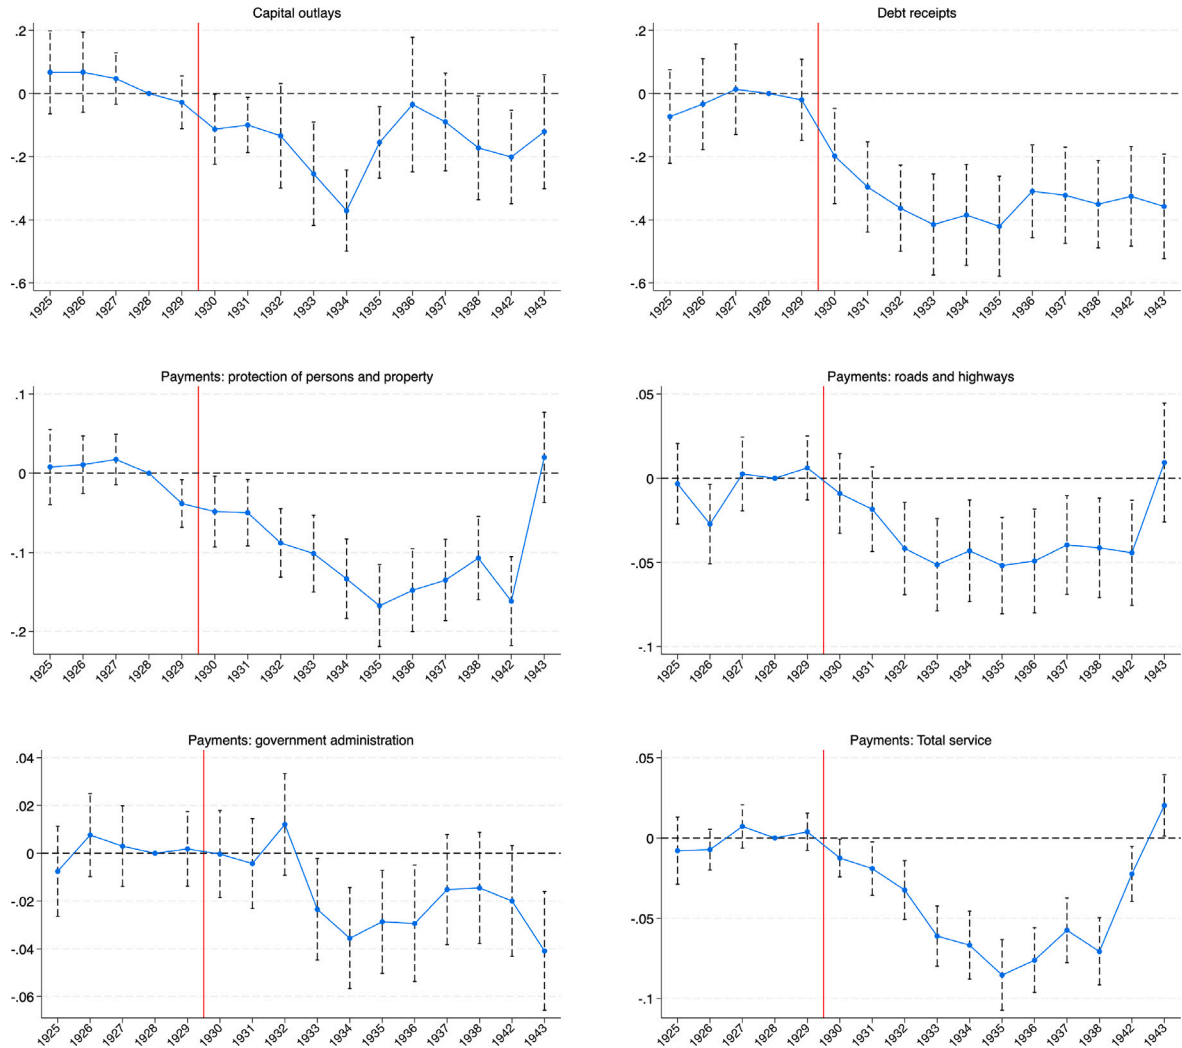 Capital outlays
.2
0
-.2
-.4
-.6
1925 1926 1927 1928 1929 1930 1931 1932 1933 1934 1935 1936 1937 1938 1942 1943
Debt receipts
.2
0
-.2
-.4
-.6
1925 1926 1927 1928 1929 1930 1931 1932 1933 1934 1935 1936 1937 1938 1942 1943
Payments: protection of persons and property
.1
0
-.1
-.2
1925 1926 1927 1928 1929 1930 1931 1932 1933 1934 1935 1936 1937 1938 1942 1943
Payments: roads and highways
.05
0
-.05
-.1
1925 1926 1927 1928 1929 1930 1931 1932 1933 1934 1935 1936 1937 1938 1942 1943
Payments: government administration
.04
.02
0
-.02
-.04
-.06
1925 1926 1927 1928 1929 1930 1931 1932 1933 1934 1935 1936 1937 1938 1942 1943
Payments: Total service
.05
0
-.05
-.1
1925 1926 1927 1928 1929 1930 1931 1932 1933 1934 1935 1936 1937 1938 1942 1943